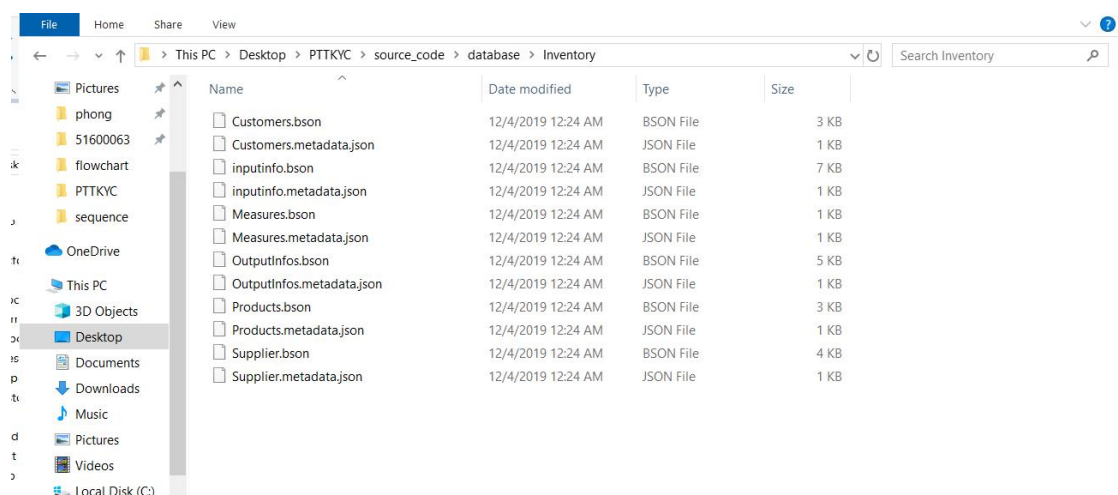 File Home Share View
This PC > Desktop > PTTKYC > source_code > database > Inventory
Search Inventory
Pictures
phong
51600063
flowchart
PTTKYC
sequence
OneDrive
This PC
3D Objects
Desktop
Documents
Downloads
Music
Pictures
Videos
Local Disk (C:)
Name Date modified Type Size
Customers.bson 12/4/2019 12:24 AM BSON File 3 KB
Customers.metadata.json 12/4/2019 12:24 AM JSON File 1 KB
inputinfo.bson 12/4/2019 12:24 AM BSON File 7 KB
inputinfo.metadata.json 12/4/2019 12:24 AM JSON File 1 KB
Measures.bson 12/4/2019 12:24 AM BSON File 1 KB
Measures.metadata.json 12/4/2019 12:24 AM JSON File 1 KB
OutputInfos.bson 12/4/2019 12:24 AM BSON File 5 KB
OutputInfos.metadata.json 12/4/2019 12:24 AM JSON File 1 KB
Products.bson 12/4/2019 12:24 AM BSON File 3 KB
Products.metadata.json 12/4/2019 12:24 AM JSON File 1 KB
Supplier.bson 12/4/2019 12:24 AM BSON File 4 KB
Supplier.metadata.json 12/4/2019 12:24 AM JSON File 1 KB